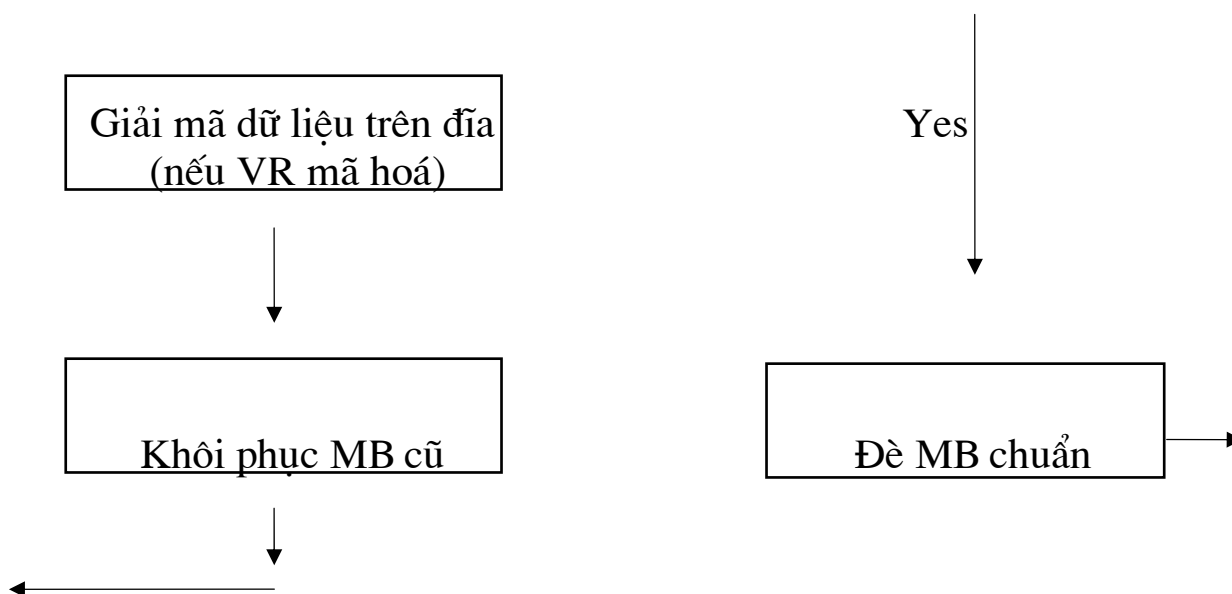 Giải mã dữ liệu trên đĩa
(nếu VR mã hoá)
Yes
Khôi phục MB cũ
Đè MB chuẩn